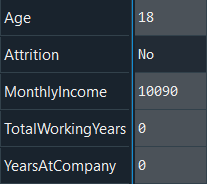 Age 18
Attrition No
MonthlyIncome 10090
TotalWorkingYears 0
YearsAtCompany 0